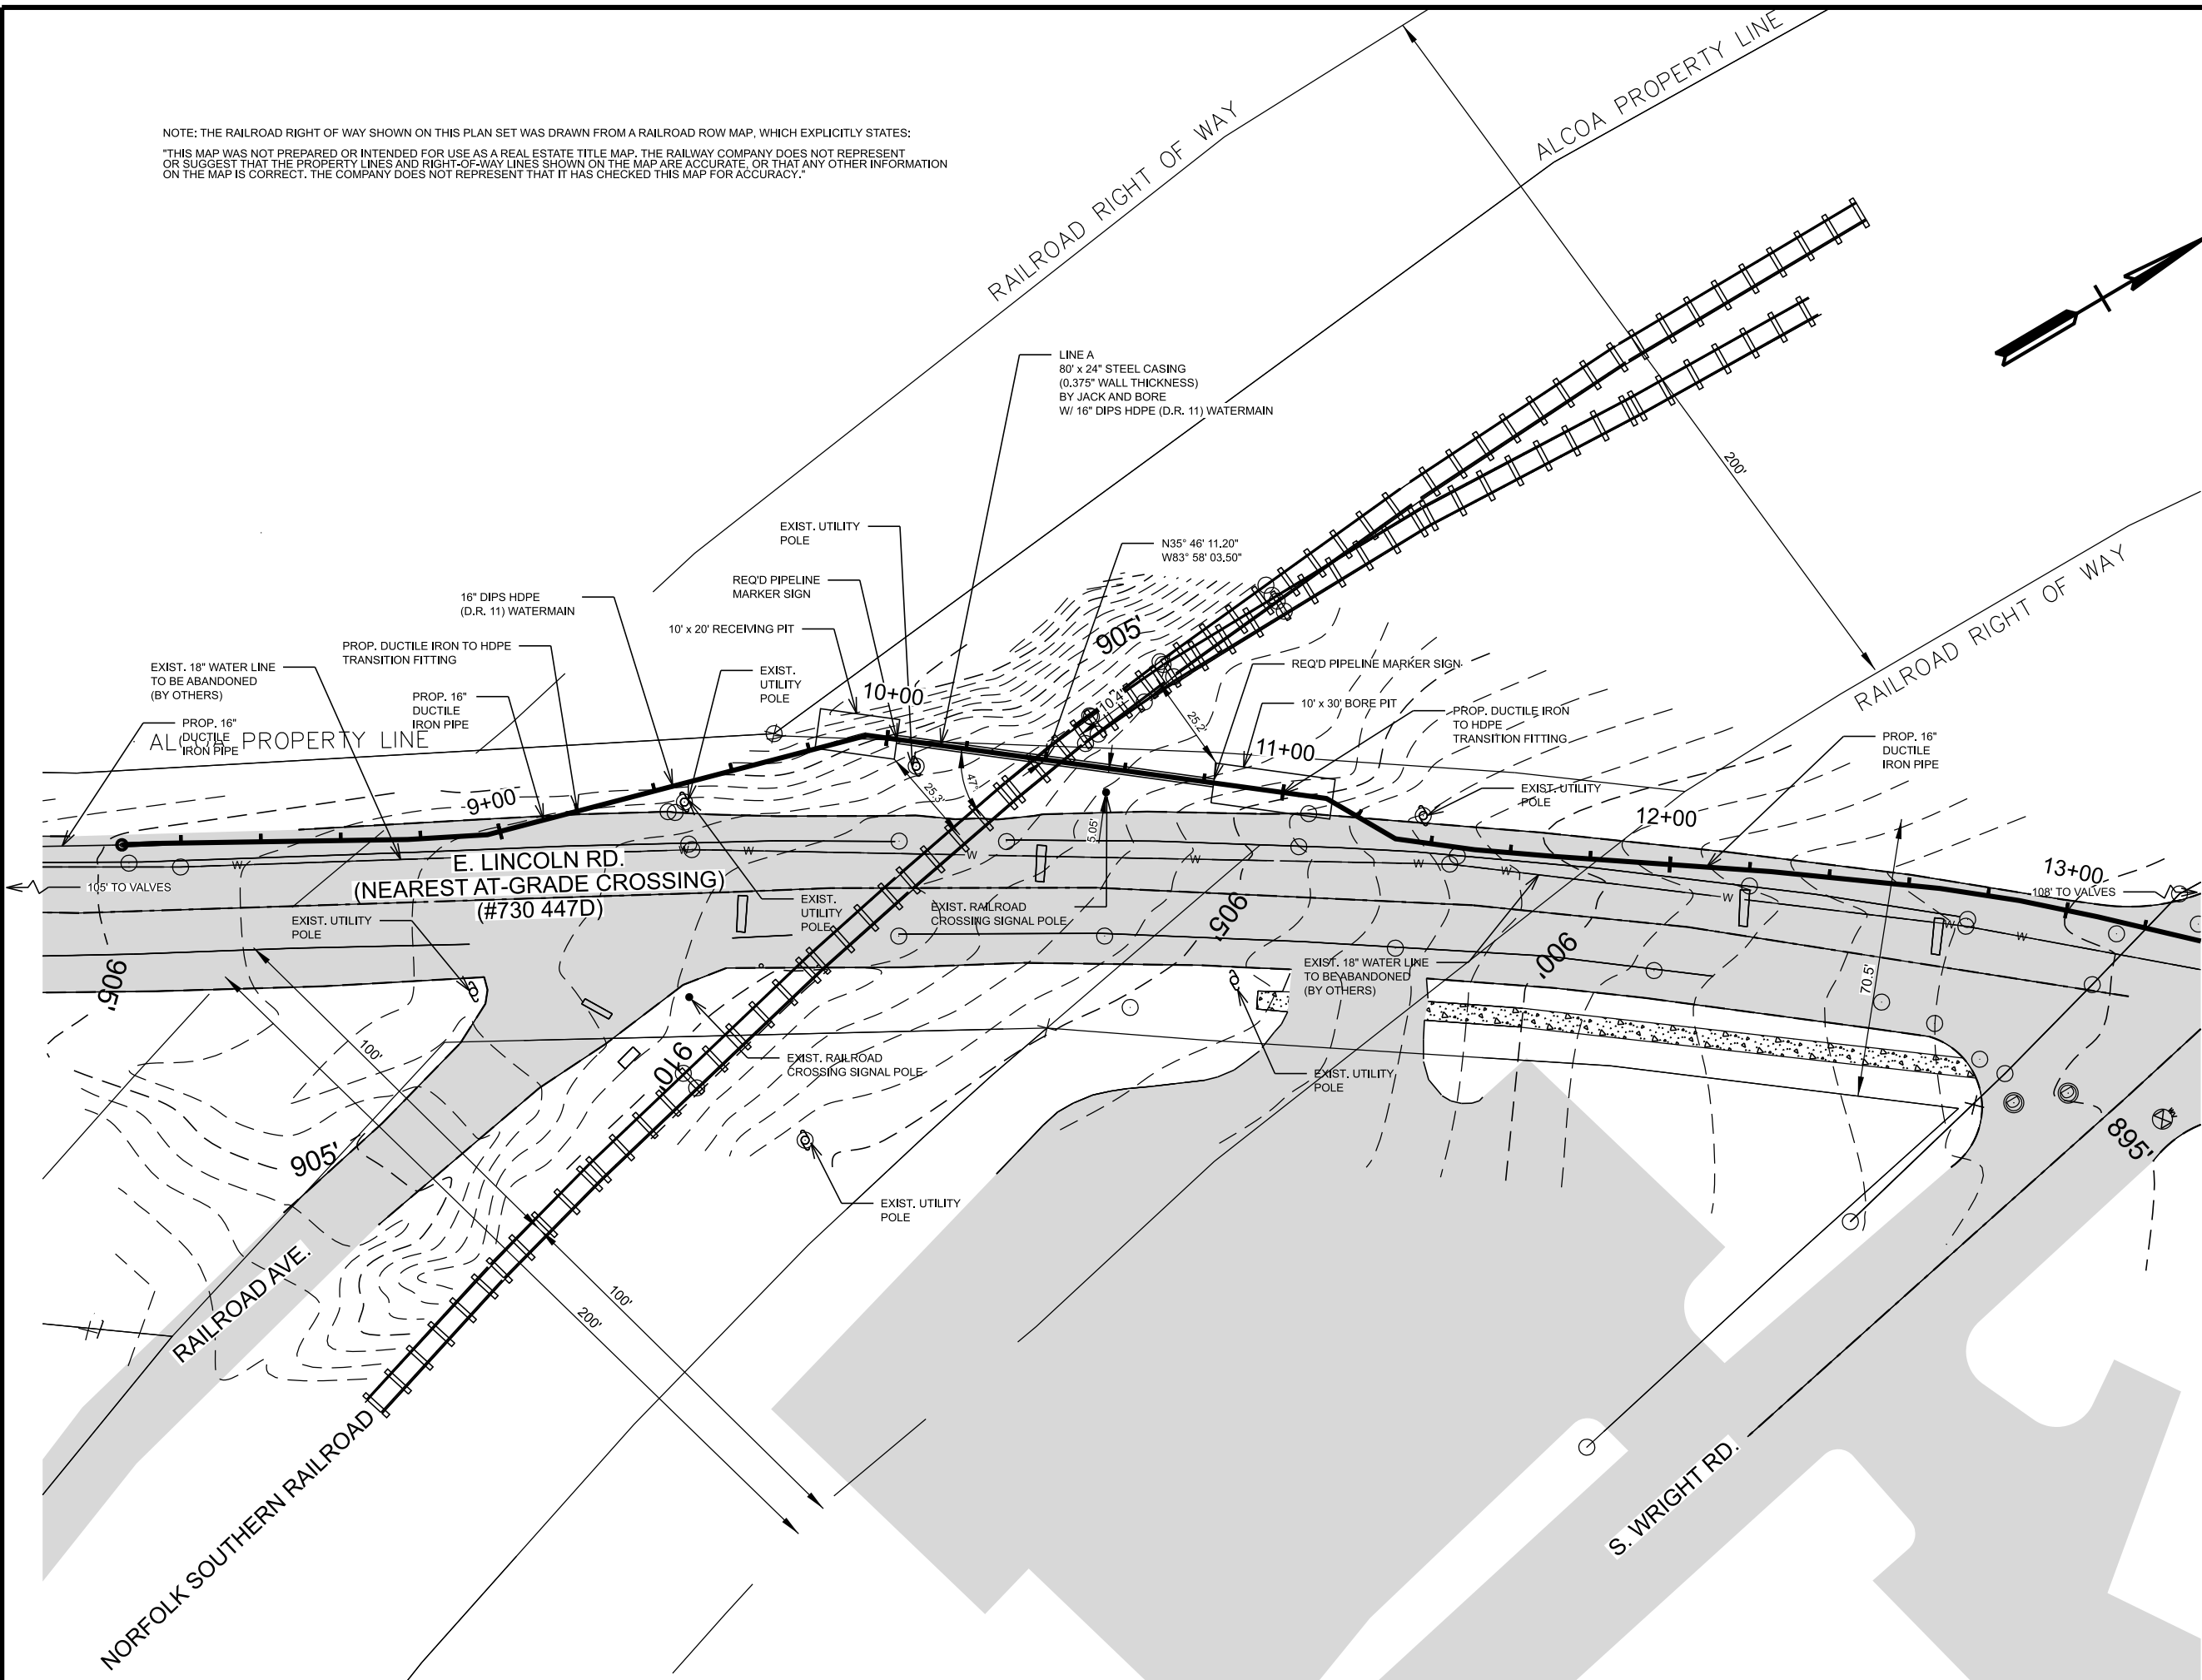 NOTE: THE RAILROAD RIGHT OF WAY SHOWN ON THIS PLAN SET WAS DRAWN FROM A RAILROAD ROW MAP, WHICH EXPLICITLY STATES:
"THIS MAP WAS NOT PREPARED OR INTENDED FOR USE AS A REAL ESTATE TITLE MAP. THE RAILWAY COMPANY DOES NOT REPRESENT
OR SUGGEST THAT THE PROPERTY LINES AND RIGHT-OF-WAY LINES SHOWN ON THE MAP ARE ACCURATE, OR THAT ANY OTHER INFORMATION
ON THE MAP IS CORRECT. THE COMPANY DOES NOT REPRESENT THAT IT HAS CHECKED THIS MAP FOR ACCURACY."
RAILROAD RIGHT OF WAY
ALCOA PROPERTY LINE
200'
LINE A
80' x 24" STEEL CASING
(0.375" WALL THICKNESS)
BY JACK AND BORE
W/ 16" DIPS HDPE (D.R. 11) WATERMAIN
EXIST. UTILITY
POLE
N35° 46' 11.20"
W83° 58' 03.50"
REQ'D PIPELINE
MARKER SIGN
16" DIPS HDPE
(D.R. 11) WATERMAIN
10' x 20' RECEIVING PIT
PROP. DUCTILE IRON TO HDPE
TRANSITION FITTING
EXIST. 18" WATER LINE
TO BE ABANDONED
(BY OTHERS)
EXIST.
UTILITY
POLE
PROP. 16"
DUCTILE
IRON PIPE
PROP. 16"
DUCTILE
IRON PIPE
PROPERTY LINE
905'
REQ'D PIPELINE MARKER SIGN
10' x 30' BORE PIT
PROP. DUCTILE IRON
TO HDPE
TRANSITION FITTING
RAILROAD RIGHT OF WAY
PROP. 16"
DUCTILE
IRON PIPE
9+00
10+00
10.4'
25.2'
11+00
25.3'
47°
5.05'
EXIST. UTILITY
POLE
12+00
13+00
W
W
W
W
W
W
W
W
W
W
105' TO VALVES
E. LINCOLN RD.
(NEAREST AT-GRADE CROSSING)
(#730 447D)
108' TO VALVES
EXIST. UTILITY
POLE
EXIST.
UTILITY
POLE
EXIST. RAILROAD
CROSSING SIGNAL POLE
905'
900'
EXIST. 18" WATER LINE
TO BE ABANDONED
(BY OTHERS)
70.5'
906'
100'
910'
EXIST. RAILROAD
CROSSING SIGNAL POLE
EXIST. UTILITY
POLE
895'
905'
EXIST. UTILITY
POLE
RAILROAD AVE.
100'
200'
NORFOLK SOUTHERN RAILROAD
S. WRIGHT RD.